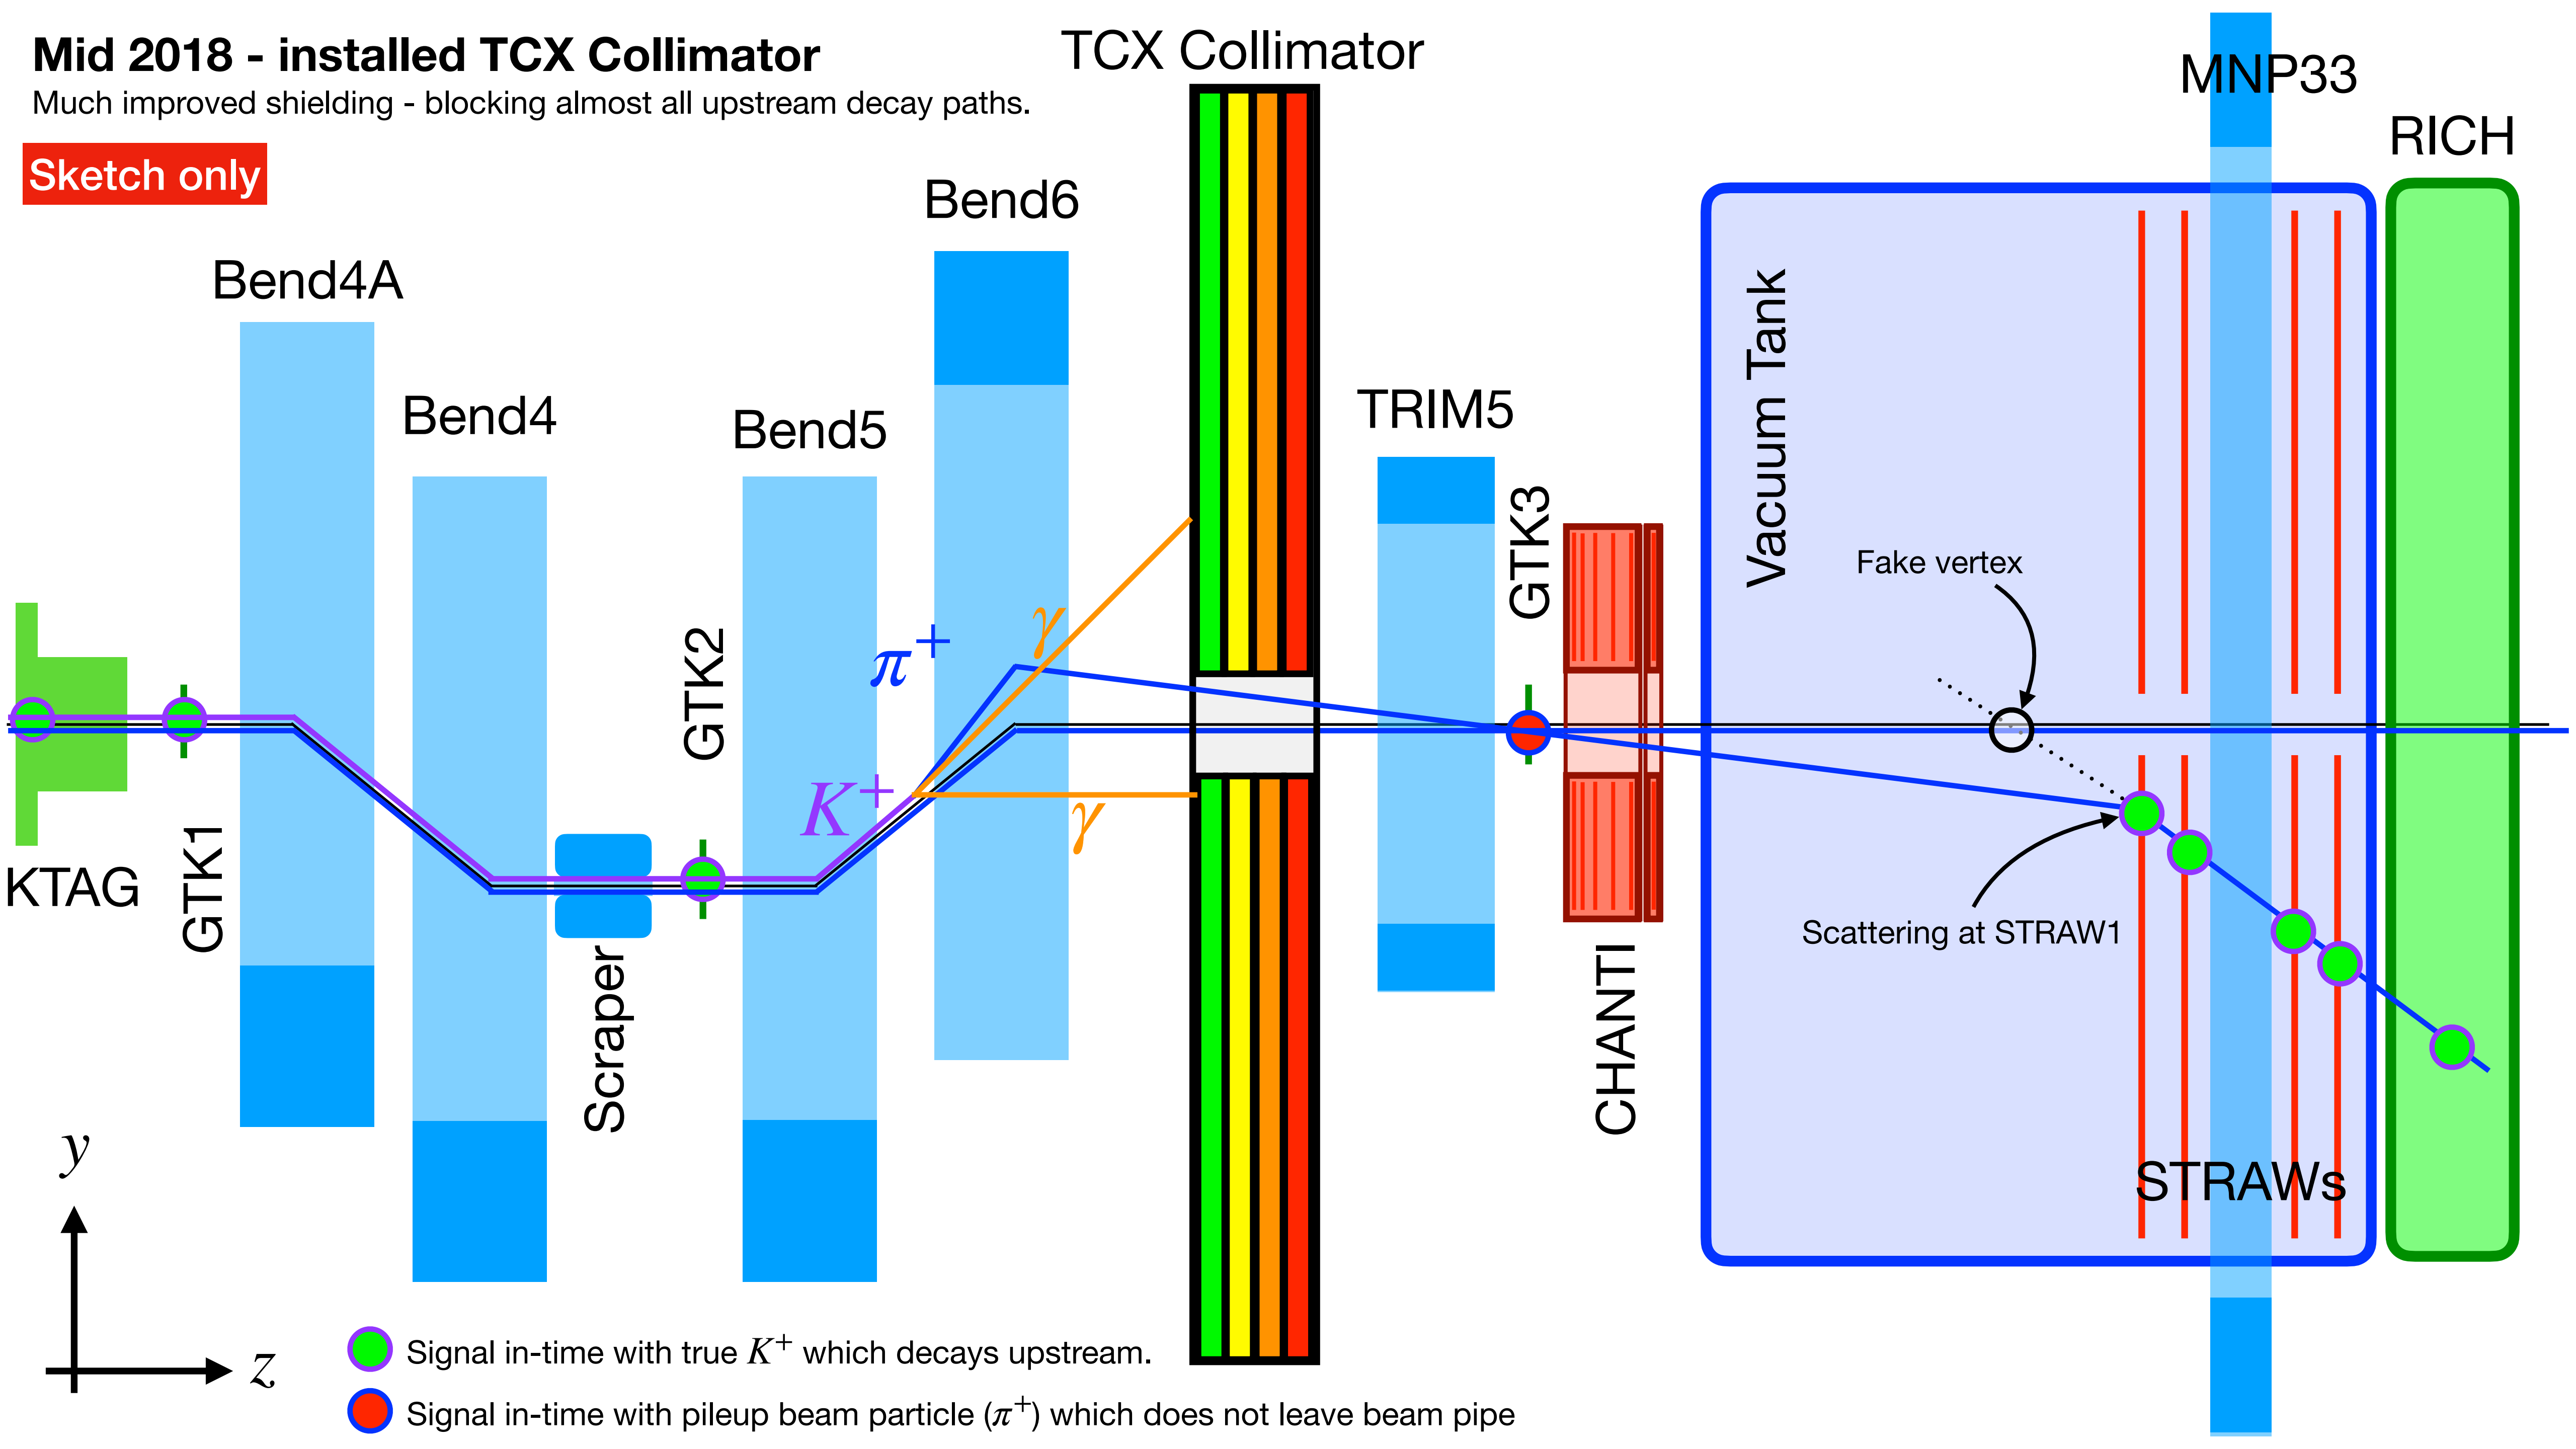 Mid 2018 - installed TCX Collimator
Much improved shielding - blocking almost all upstream decay paths.
Sketch only
TCX Collimator
MNP33
RICH
Bend6
Bend4A
Bend4
Bend5
TRIM5
GTK3
Vacuum Tank
Fake vertex
GTK2
γ
π⁺
K⁺
γ
KTAG
GTK1
Scraper
CHANTI
Scattering at STRAW1
STRAWs
y
z
Signal in-time with true K⁺ which decays upstream.
Signal in-time with pileup beam particle (π⁺) which does not leave beam pipe